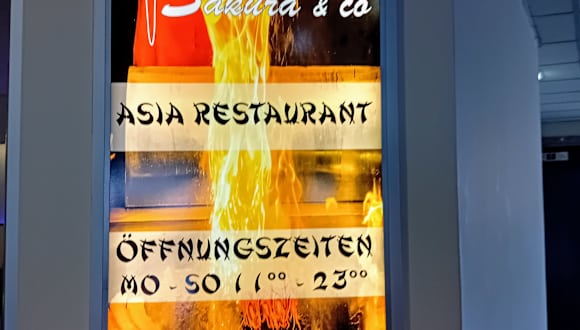 Sakura & co
ASIA RESTAURANT
ÖFFNUNGSZEITEN
MO - SO 11⁰⁰ - 23⁰⁰